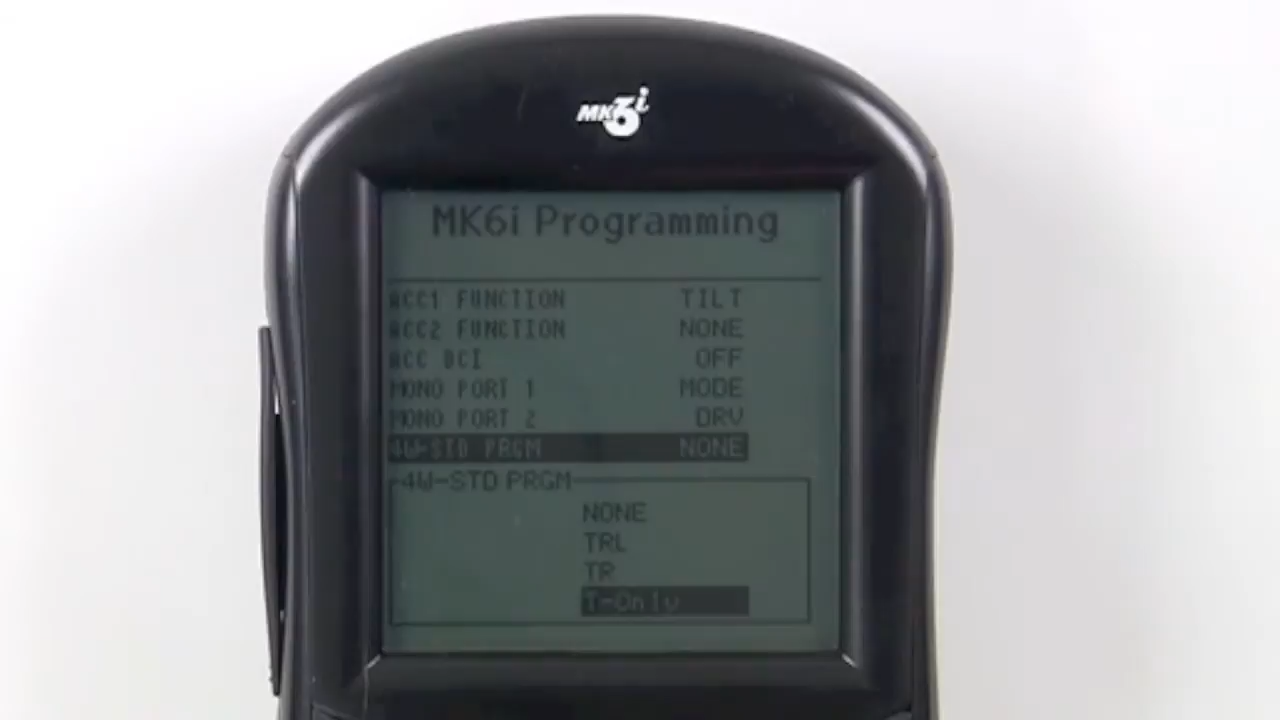 MK6i
MK6i Programming
ACC1 FUNCTION TILT
ACC2 FUNCTION NONE
ACC DCI OFF
MONO PORT 1 MODE
MONO PORT 2 DRV
4W-STD PRGM NONE
4W-STD PRGM
NONE
TRL
TR
T-Only